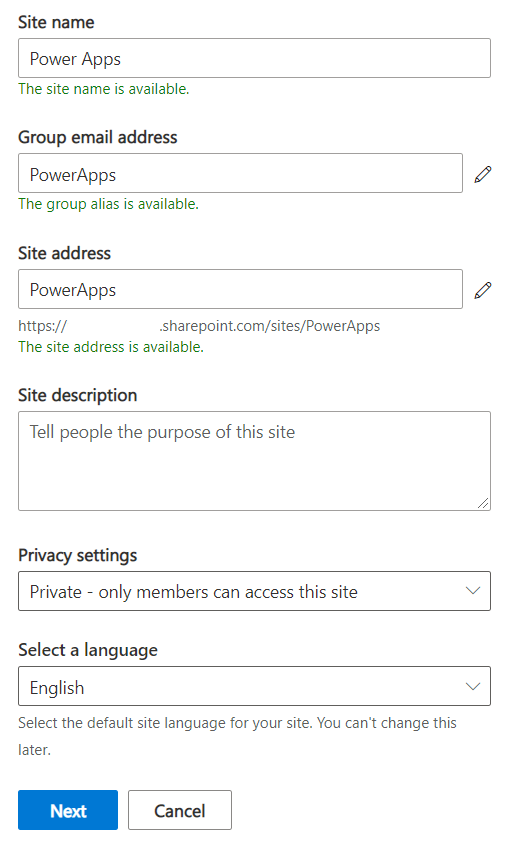 Site name
Power Apps
The site name is available.
Group email address
PowerApps
The group alias is available.
Site address
PowerApps
https:// .sharepoint.com/sites/PowerApps
The site address is available.
Site description
Tell people the purpose of this site
Privacy settings
Private - only members can access this site
Select a language
English
Select the default site language for your site. You can't change this
later.
Next Cancel